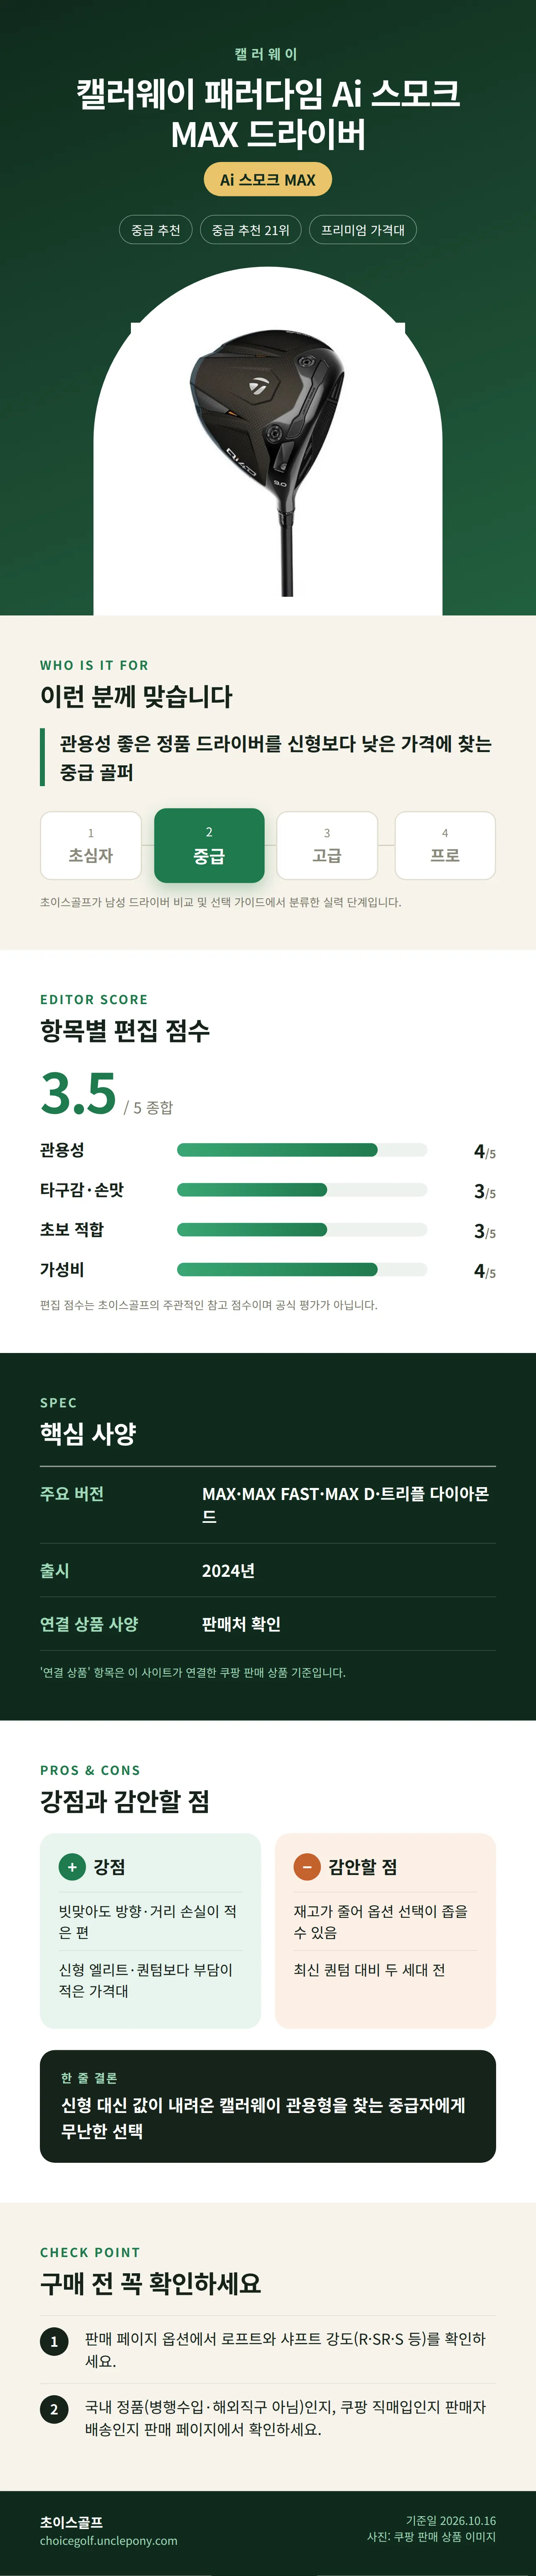 캘러웨이
캘러웨이 패러다임 Ai 스모크
MAX 드라이버
Ai 스모크 MAX
중급 추천
중급 추천 21위
프리미엄 가격대
Qi4D
9.0
WHO IS IT FOR
이런 분께 맞습니다
관용성 좋은 정품 드라이버를 신형보다 낮은 가격에 찾는
중급 골퍼
1
초심자
2
중급
3
고급
4
프로
초이스골프가 남성 드라이버 비교 및 선택 가이드에서 분류한 실력 단계입니다.
EDITOR SCORE
항목별 편집 점수
3.5 / 5 종합
관용성 4/5
타구감·손맛 3/5
초보 적합 3/5
가성비 4/5
편집 점수는 초이스골프의 주관적인 참고 점수이며 공식 평가가 아닙니다.
SPEC
핵심 사양
주요 버전 MAX·MAX FAST·MAX D·트리플 다이아몬
드
출시 2024년
연결 상품 사양 판매처 확인
'연결 상품' 항목은 이 사이트가 연결한 쿠팡 판매 상품 기준입니다.
PROS & CONS
강점과 감안할 점
+ 강점
빗맞아도 방향·거리 손실이 적
은 편
신형 엘리트·퀀텀보다 부담이
적은 가격대
− 감안할 점
재고가 줄어 옵션 선택이 좁을
수 있음
최신 퀀텀 대비 두 세대 전
한 줄 결론
신형 대신 값이 내려온 캘러웨이 관용형을 찾는 중급자에게
무난한 선택
CHECK POINT
구매 전 꼭 확인하세요
1 판매 페이지 옵션에서 로프트와 샤프트 강도(R·SR·S 등)를 확인하
세요.
2 국내 정품(병행수입·해외직구 아님)인지, 쿠팡 직매입인지 판매자
배송인지 판매 페이지에서 확인하세요.
초이스골프
choicegolf.unclepony.com
기준일 2026.10.16
사진: 쿠팡 판매 상품 이미지